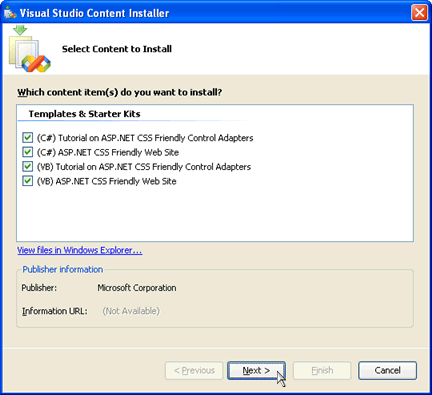 Visual Studio Content Installer
Select Content to Install
Which content item(s) do you want to install?
Templates & Starter Kits
(C#) Tutorial on ASP.NET CSS Friendly Control Adapters
(C#) ASP.NET CSS Friendly Web Site
(VB) Tutorial on ASP.NET CSS Friendly Control Adapters
(VB) ASP.NET CSS Friendly Web Site
View files in Windows Explorer...
Publisher information
Publisher: Microsoft Corporation
Information URL: (Not Available)
< Previous Next > Finish Cancel